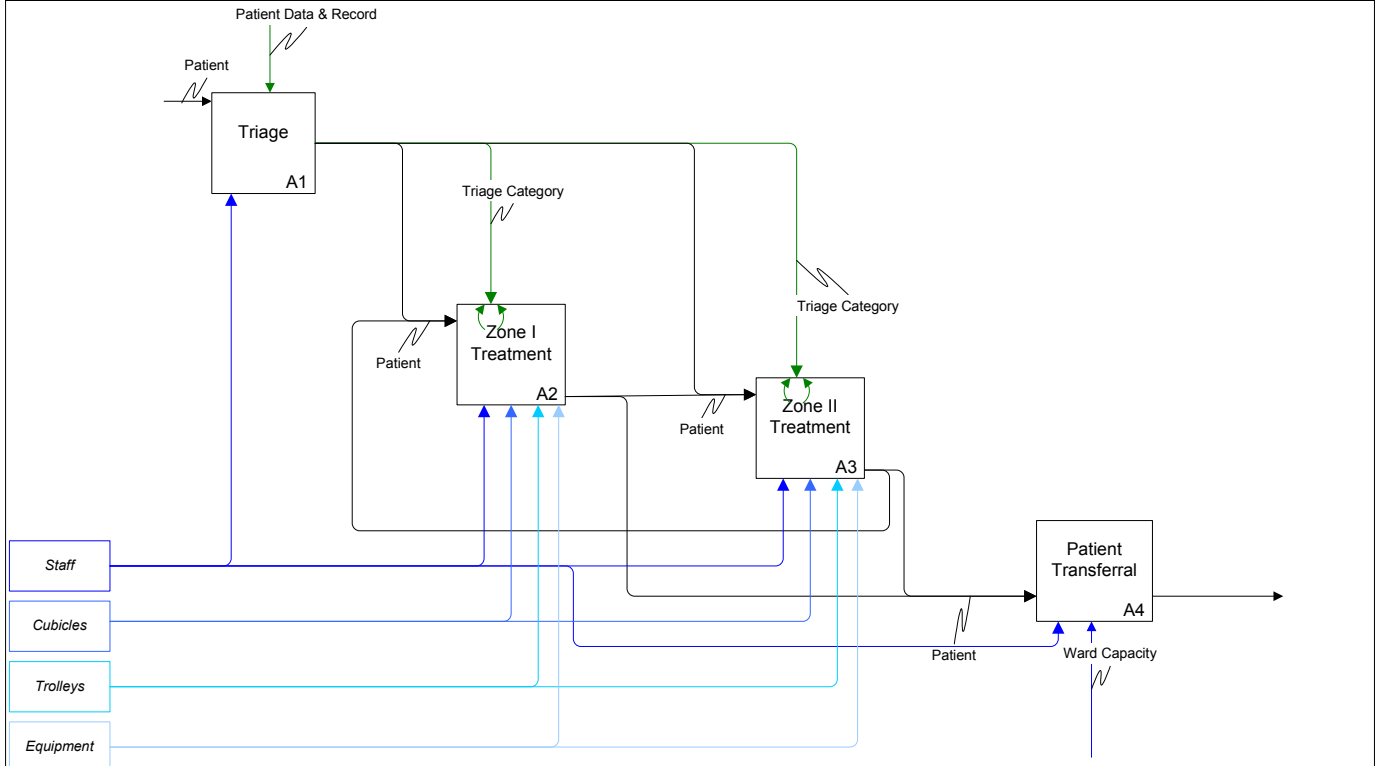 Patient Data & Record
Patient
Triage
A1
Triage Category
Triage Category
Zone I
Treatment
A2
Patient
Zone II
Treatment
A3
Patient
Staff
Cubicles
Trolleys
Equipment
Patient
Transferral
A4
Patient
Ward Capacity